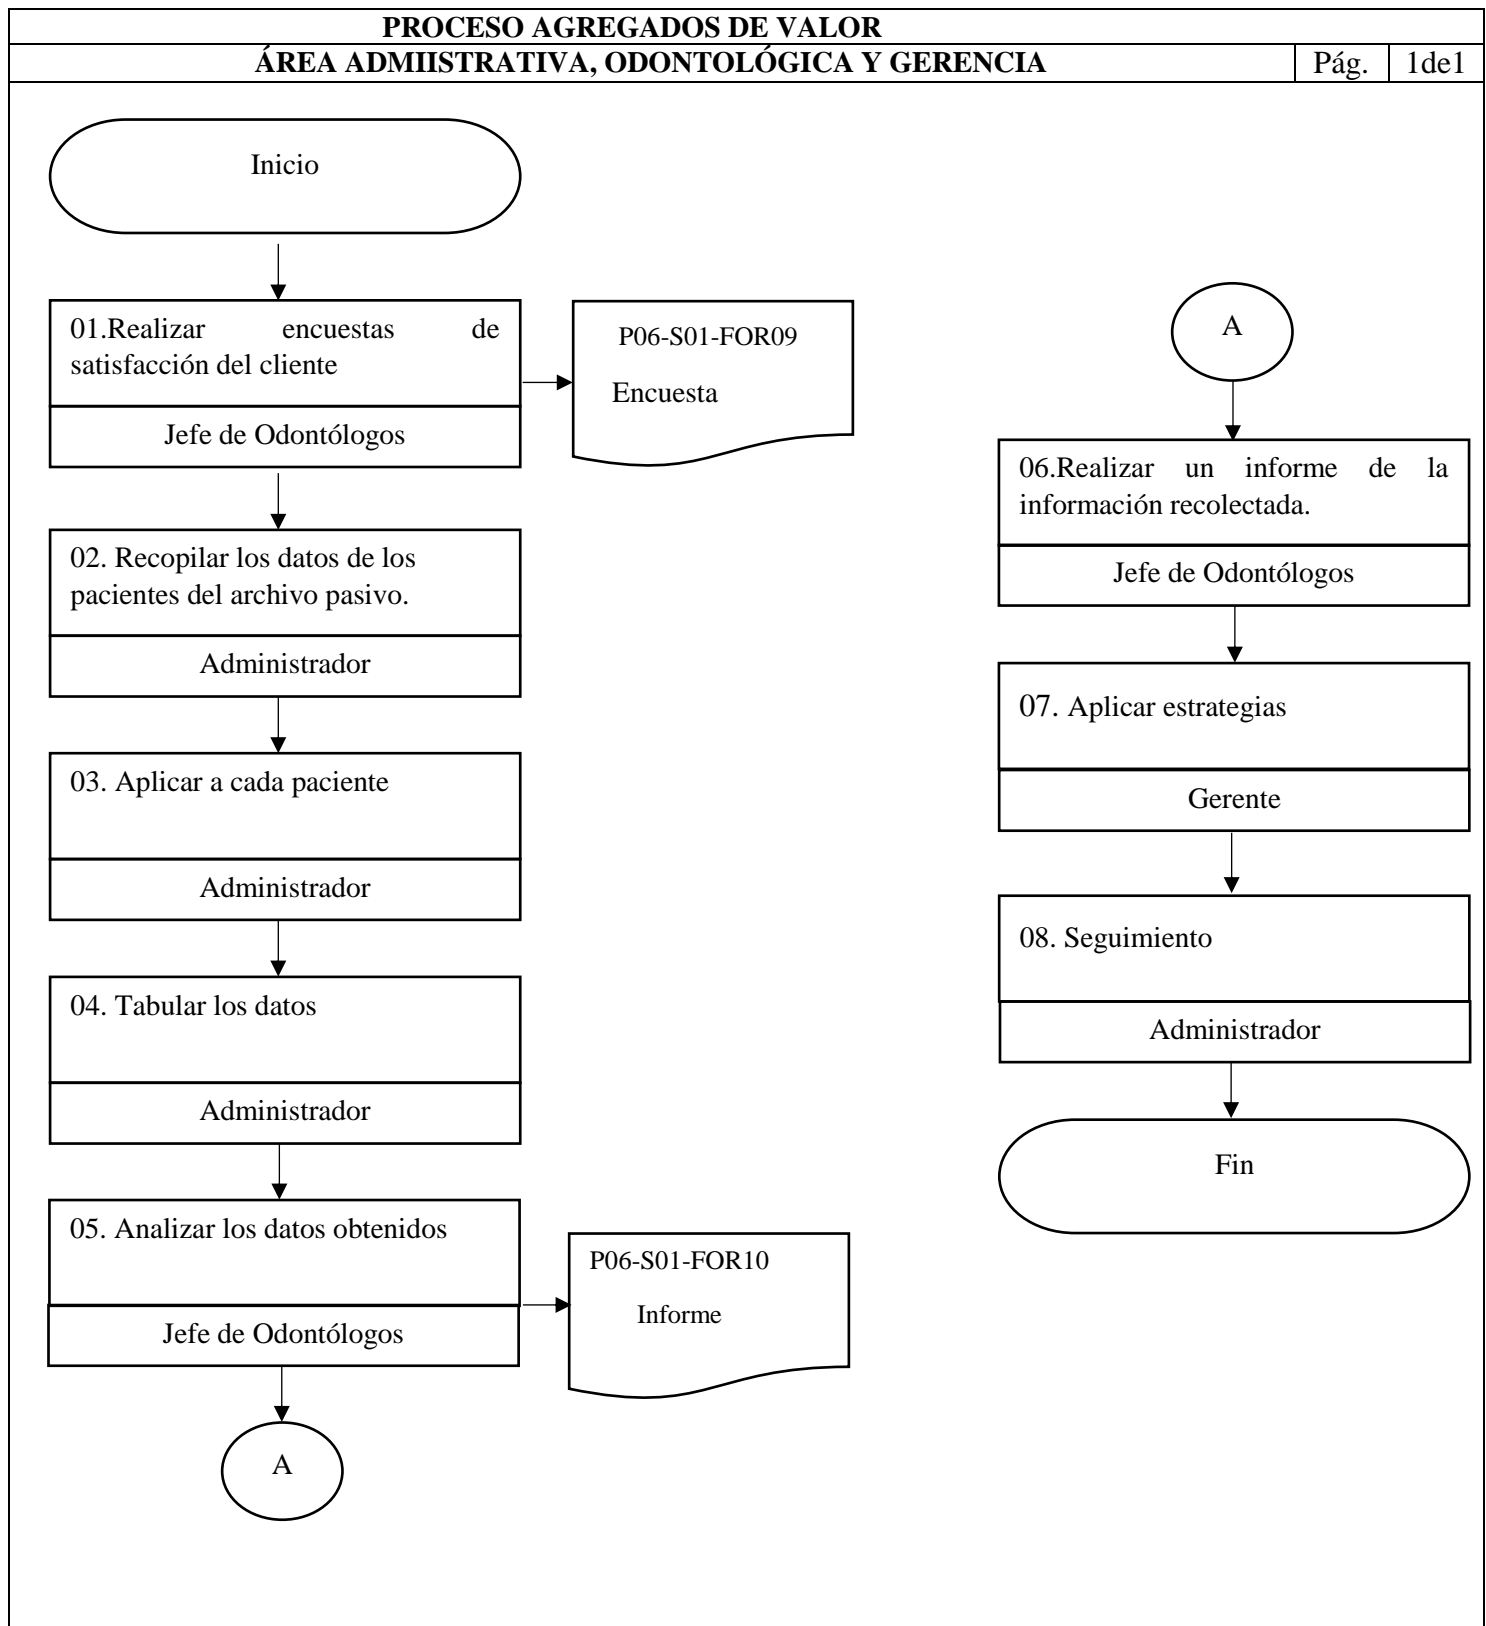 PROCESO AGREGADOS DE VALOR
ÁREA ADMIISTRATIVA, ODONTOLÓGICA Y GERENCIA Pág. 1de1
Inicio
01.Realizar encuestas de
satisfacción del cliente
Jefe de Odontólogos
P06-S01-FOR09
Encuesta
02. Recopilar los datos de los
pacientes del archivo pasivo.
Administrador
03. Aplicar a cada paciente
Administrador
04. Tabular los datos
Administrador
05. Analizar los datos obtenidos
Jefe de Odontólogos
P06-S01-FOR10
Informe
A
A
06.Realizar un informe de la
información recolectada.
Jefe de Odontólogos
07. Aplicar estrategias
Gerente
08. Seguimiento
Administrador
Fin